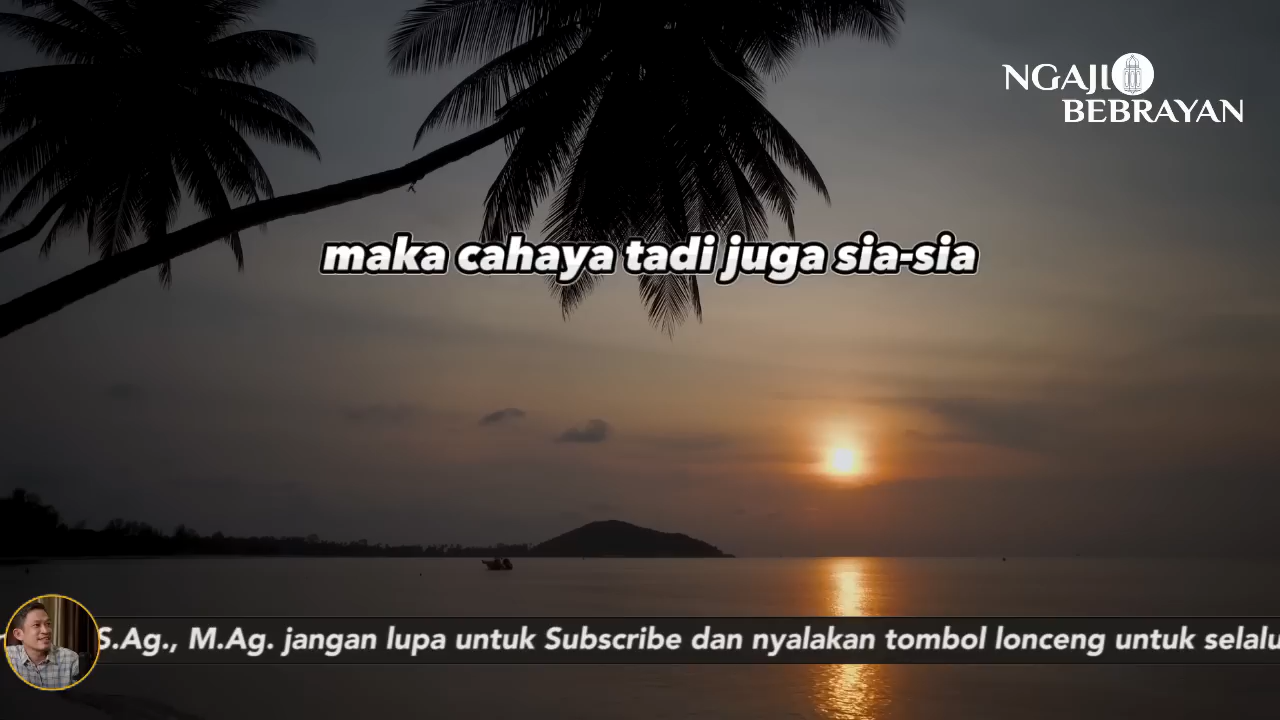 NGAJI
BEBRAYAN
maka cahaya tadi juga sia-sia
S.Ag., M.Ag. jangan lupa untuk Subscribe dan nyalakan tombol lonceng untuk selalu